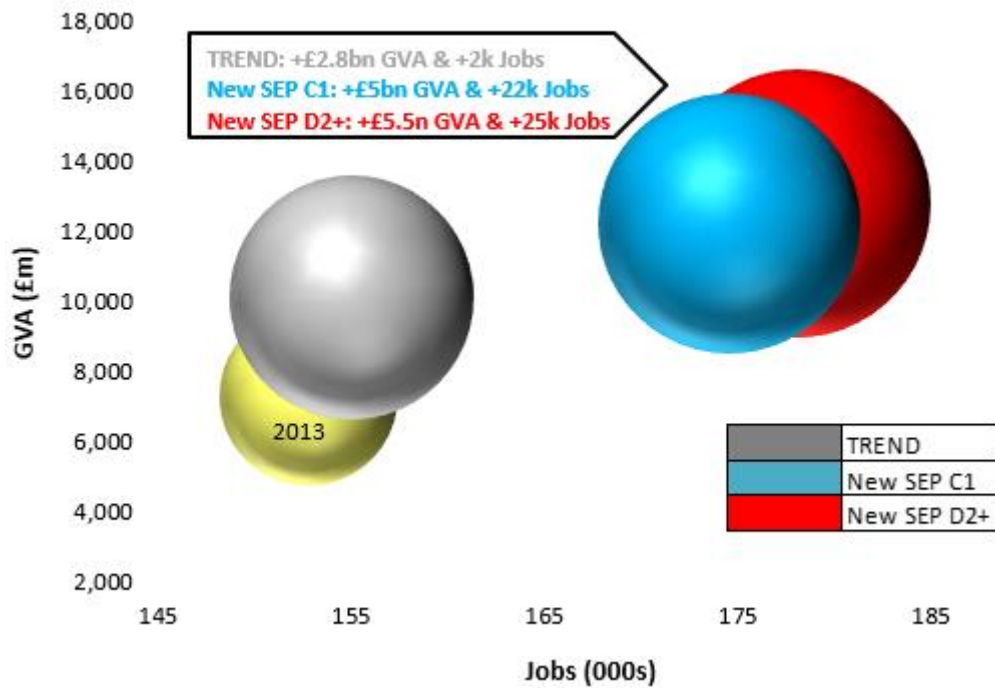 18,000
TREND: +£2.8bn GVA & +2k Jobs
New SEP C1: +£5bn GVA & +22k Jobs
New SEP D2+: +£5.5n GVA & +25k Jobs
16,000
14,000
12,000
GVA (£m)
10,000
8,000
2013
6,000
TREND
New SEP C1
New SEP D2+
4,000
2,000
145 155 165 175 185
Jobs (000s)